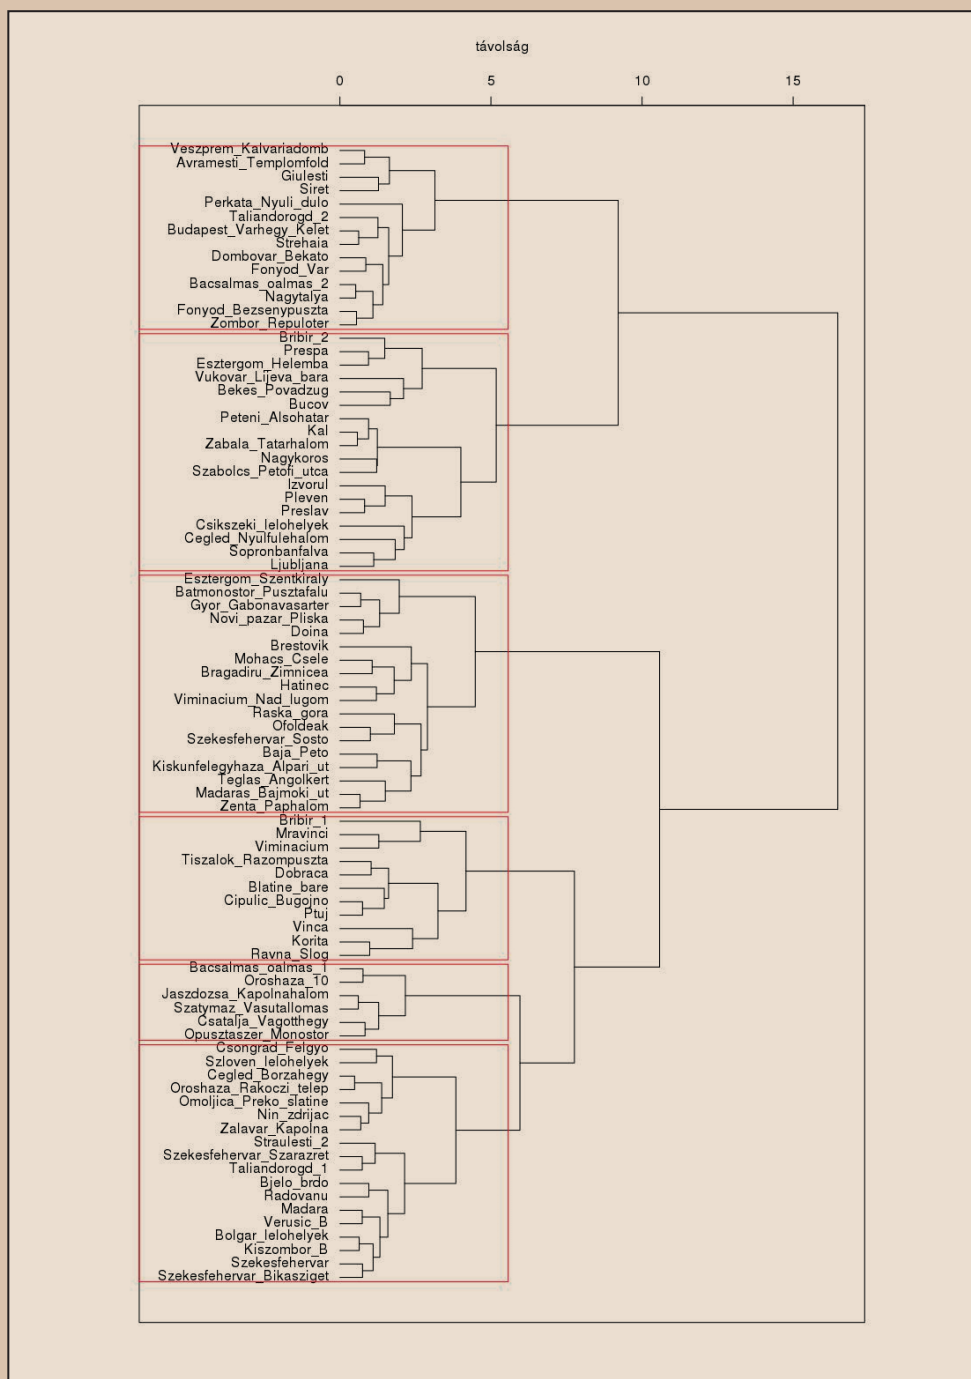 távolság
0 5 10 15
Veszprem_Kalvariadomb
Avramesti_Templomfold
Giulesti
Siret
Perkata_Nyuli_dulo
Taliandorogd_2
Budapest_Varhegy_Kelet
Strehaia
Dombovar_Bekato
Fonyod_Var
Bacsalmas_oalmas_2
Nagytalya
Fonyod_Bezsenypuszta
Zombor_Repuloter
Bribir_2
Prespa
Esztergom_Helemba
Vukovar_Lijeva_bara
Bekes_Povadzug
Bucov
Peteni_Alsohatar
Kal
Zabala_Tatarhalom
Nagykoros
Szabolcs_Petofi_utca
Izvorul
Pleven
Preslav
Csikszeki_lelohelyek
Cegled_Nyulfulehalom
Sopronbanfalva
Ljubljana
Esztergom_Szentkiraly
Batmonostor_Pusztafalu
Gyor_Gabonavasarter
Novi_pazar_Pliska
Doina
Brestovik
Mohacs_Csele
Bragadiru_Zimnicea
Hatinec
Viminacium_Nad_lugom
Raska_gora
Ofoldeak
Szekesfehervar_Sosto
Baja_Peto
Kiskunfelegyhaza_Alpari_ut
Teglas_Angolkert
Madaras_Bajmoki_ut
Zenta_Paphalom
Bribir_1
Mravinci
Viminacium
Tiszalok_Razompuszta
Dobraca
Blatine_bare
Cipulic_Bugojno
Ptuj
Vinca
Korita
Ravna_Slog
Bacsalmas_oalmas_1
Oroshaza_10
Jaszdozsa_Kapolnahalom
Szatymaz_Vasutallomas
Csatalja_Vagotthegy
Opusztaszer_Monostor
Csongrad_Felgyo
Szloven_lelohelyek
Cegled_Borzahegy
Oroshaza_Rakoczi_telep
Omoljica_Preko_slatine
Nin_zdrijac
Zalavar_Kapolna
Straulesti_2
Szekesfehervar_Szarazret
Taliandorogd_1
Bjelo_brdo
Radovanu
Madara
Verusic_B
Bolgar_lelohelyek
Kiszombor_B
Szekesfehervar
Szekesfehervar_Bikasziget